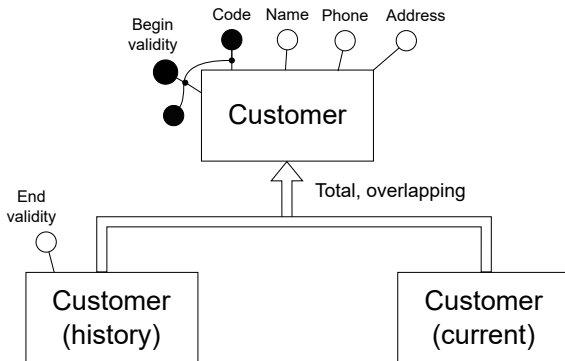 Begin
validity
Code
Name
Phone
Address
Customer
Total, overlapping
End
validity
Customer
(history)
Customer
(current)